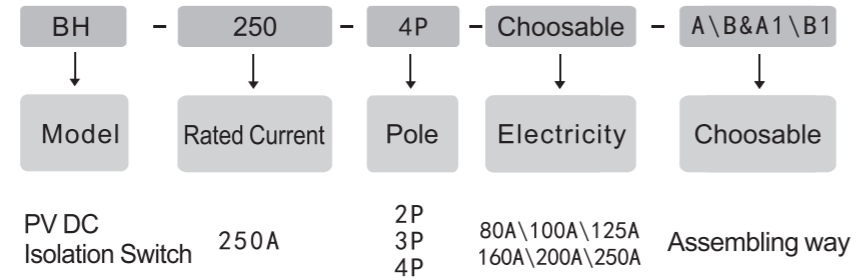 BH - 250 - 4P - Choosable - A\B&A1\B1
Model Rated Current Pole Electricity Choosable
PV DC
Isolation Switch
250A
2P
3P
4P
80A\100A\125A
160A\200A\250A
Assembling way